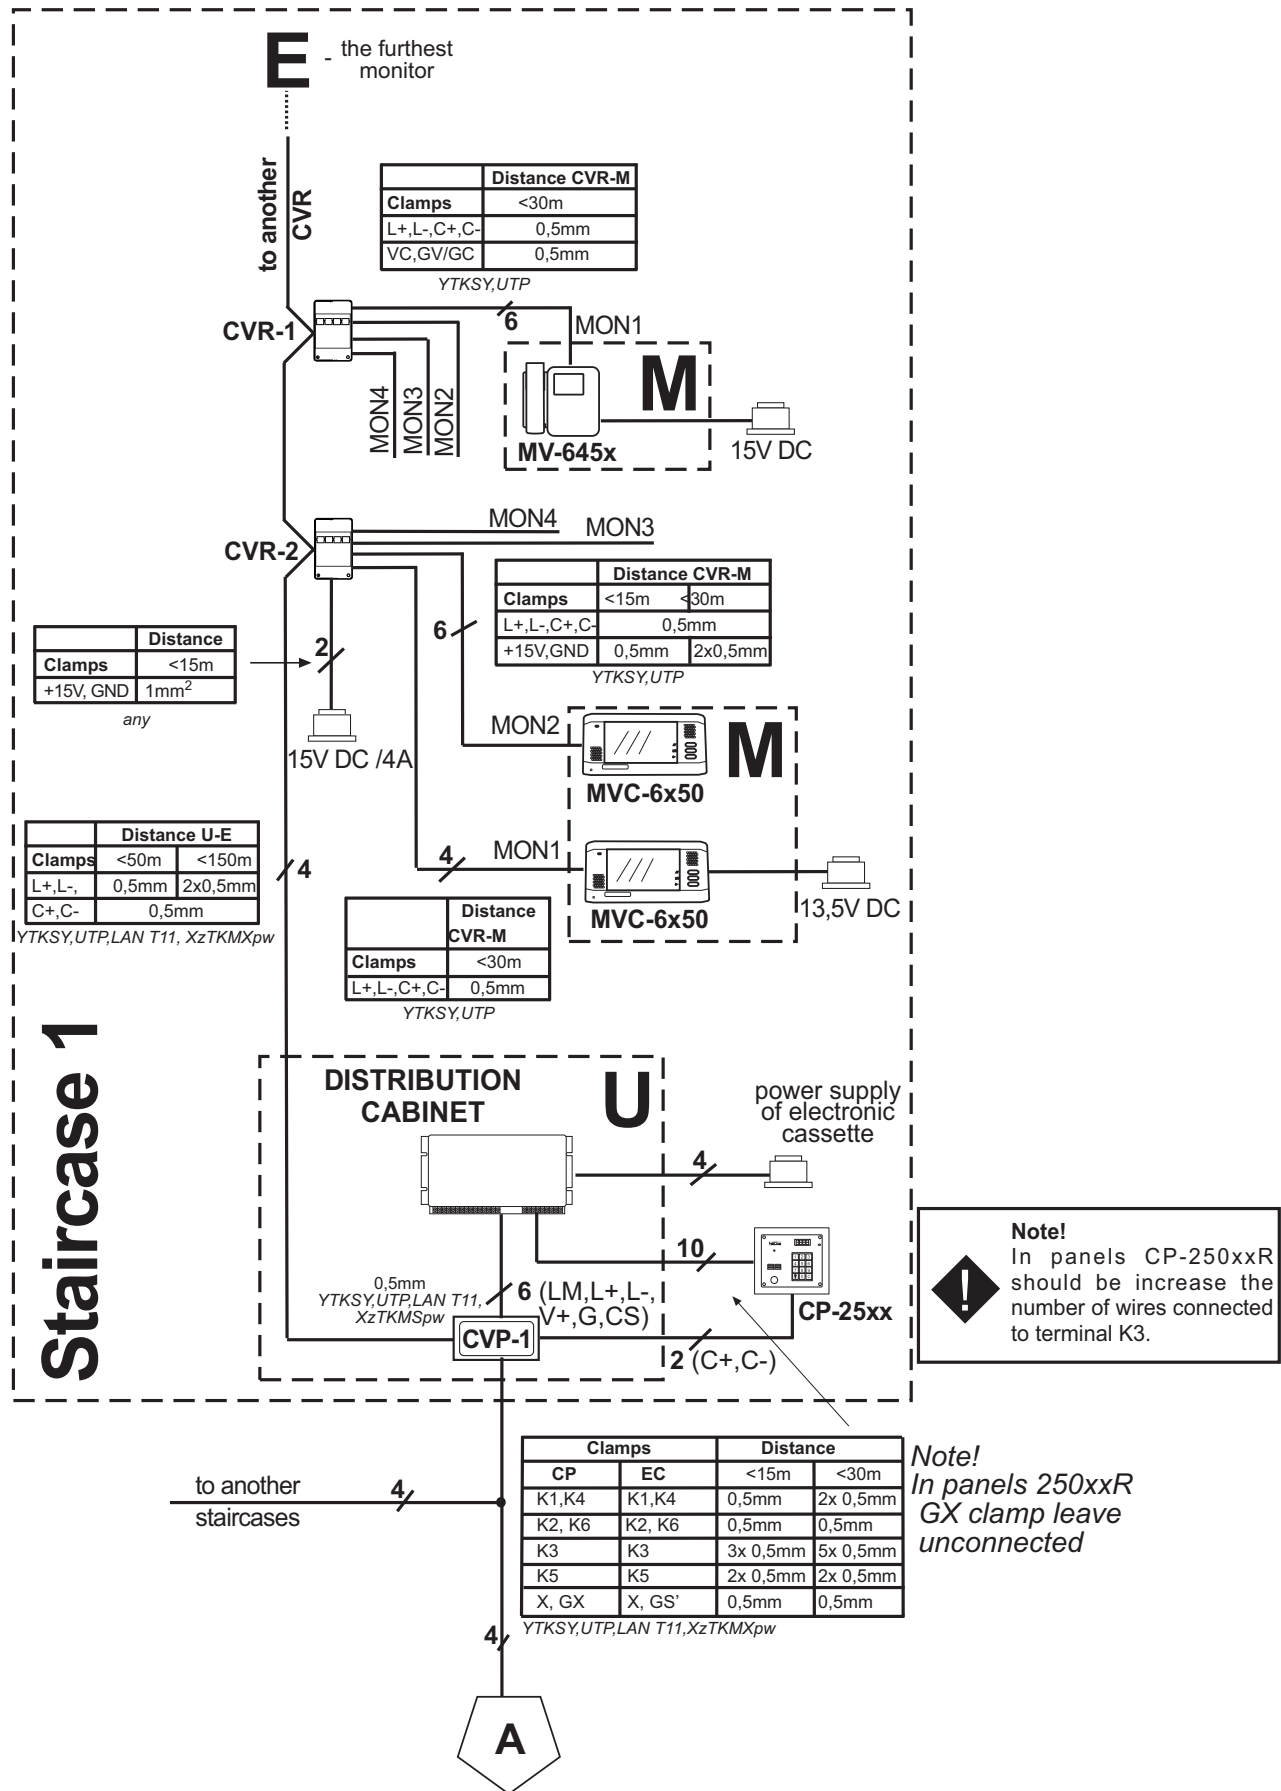 E - the furthest
monitor
to another
CVR
Distance CVR-M
Clamps <30m
L+,L-,C+,C- 0,5mm
VC,GV/GC 0,5mm
YTKSY,UTP
CVR-1
6
MON1
MON4
MON3
MON2
M
MV-645x
15V DC
MON4
MON3
CVR-2
Distance CVR-M
Clamps <15m <30m
L+,L-,C+,C- 0,5mm
+15V,GND 0,5mm 2x0,5mm
YTKSY,UTP
6
Distance
Clamps <15m
+15V, GND 1mm2
any
2
15V DC /4A
MON2
M
MVC-6x50
Distance U-E
Clamps <50m <150m
L+,L-, 0,5mm 2x0,5mm
C+,C- 0,5mm
YTKSY,UTP,LAN T11, XzTKMXpw
4
4
MON1
MVC-6x50
13,5V DC
Distance
CVR-M
Clamps <30m
L+,L-,C+,C- 0,5mm
YTKSY,UTP
Staircase 1
DISTRIBUTION
CABINET
U
power supply
of electronic
cassette
4
10
CP-25xx
0,5mm
YTKSY,UTP,LAN T11,
XzTKMSpw
6 (LM,L+,L-,
V+,G,CS)
CVP-1
2 (C+,C-)
Note!
In panels CP-250xxR
should be increase the
number of wires connected
to terminal K3.
Clamps Distance
CP EC <15m <30m
K1,K4 K1,K4 0,5mm 2x 0,5mm
K2, K6 K2, K6 0,5mm 0,5mm
K3 K3 3x 0,5mm 5x 0,5mm
K5 K5 2x 0,5mm 2x 0,5mm
X, GX X, GS' 0,5mm 0,5mm
YTKSY,UTP,LAN T11,XzTKMXpw
Note!
In panels 250xxR
GX clamp leave
unconnected
to another
staircases
4
4
A